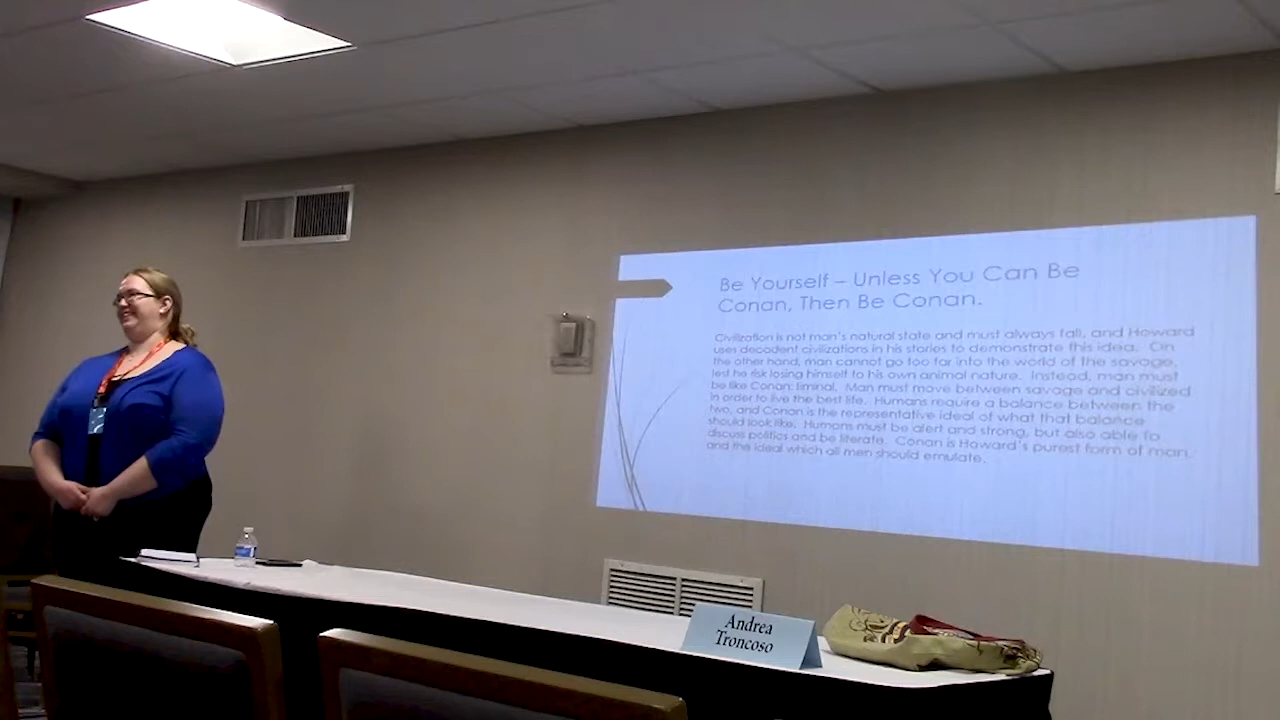 Be Yourself – Unless You Can Be
Conan, Then Be Conan.
Civilization is not man's natural state and must always fall, and Howard
uses decadent civilizations in his stories to demonstrate this idea. On
the other hand, man cannot go too far into the world of the savage,
lest he risk losing himself to his own animal nature. Instead, man must
be like Conan: liminal. Man must move between savage and civilized
in order to live the best life. Humans require a balance between the
two, and Conan is the representative ideal of what that balance
should look like. Humans must be alert and strong, but also able to
discuss politics and be literate. Conan is Howard's purest form of man,
and the ideal which all men should emulate.
Andrea
Troncoso